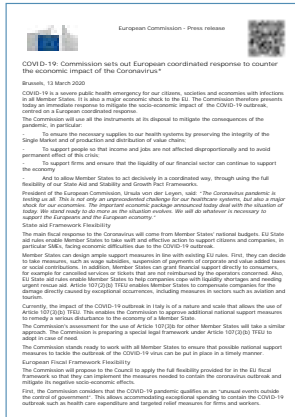 European Commission - Press release
COVID-19: Commission sets out European coordinated response to counter
the economic impact of the Coronavirus*
Brussels, 13 March 2020
COVID-19 is a severe public health emergency for our citizens, societies and economies with infections
in all Member States. It is also a major economic shock to the EU. The Commission therefore presents
today an immediate response to mitigate the socio-economic impact of the COVID-19 outbreak,
centred on a European coordinated response.
The Commission will use all the instruments at its disposal to mitigate the consequences of the
pandemic, in particular:
- To ensure the necessary supplies to our health systems by preserving the integrity of the
Single Market and of production and distribution of value chains;
- To support people so that income and jobs are not affected disproportionally and to avoid
permanent effect of this crisis;
- To support firms and ensure that the liquidity of our financial sector can continue to support
the economy
- And to allow Member States to act decisively in a coordinated way, through using the full
flexibility of our State Aid and Stability and Growth Pact Frameworks.
President of the European Commission, Ursula von der Leyen, said: "The Coronavirus pandemic is
testing us all. This is not only an unprecedented challenge for our healthcare systems, but also a major
shock for our economies. The important economic package announced today deal with the situation of
today. We stand ready to do more as the situation evolves. We will do whatever is necessary to
support the Europeans and the European economy."
State aid Framework Flexibility
The main fiscal response to the Coronavirus will come from Member States' national budgets. EU State
aid rules enable Member States to take swift and effective action to support citizens and companies, in
particular SMEs, facing economic difficulties due to the COVID-19 outbreak.
Member States can design ample support measures in line with existing EU rules. First, they can decide
to take measures, such as wage subsidies, suspension of payments of corporate and value added taxes
or social contributions. In addition, Member States can grant financial support directly to consumers,
for example for cancelled services or tickets that are not reimbursed by the operators concerned. Also,
EU State aid rules enable Member States to help companies cope with liquidity shortages and needing
urgent rescue aid. Article 107(2)(b) TFEU enables Member States to compensate companies for the
damage directly caused by exceptional occurrences, including measures in sectors such as aviation and
tourism.
Currently, the impact of the COVID-19 outbreak in Italy is of a nature and scale that allows the use of
Article 107(3)(b) TFEU. This enables the Commission to approve additional national support measures
to remedy a serious disturbance to the economy of a Member State.
The Commission's assessment for the use of Article 107(3)b for other Member States will take a similar
approach. The Commission is preparing a special legal framework under Article 107(3)(b) TFEU to
adopt in case of need.
The Commission stands ready to work with all Member States to ensure that possible national support
measures to tackle the outbreak of the COVID-19 virus can be put in place in a timely manner.
European Fiscal Framework Flexibility
The Commission will propose to the Council to apply the full flexibility provided for in the EU fiscal
framework so that they can implement the measures needed to contain the coronavirus outbreak and
mitigate its negative socio-economic effects.
First, the Commission considers that the COVID-19 pandemic qualifies as an "unusual events outside
the control of government". This allows accommodating exceptional spending to contain the COVID-19
outbreak such as health care expenditure and targeted relief measures for firms and workers.